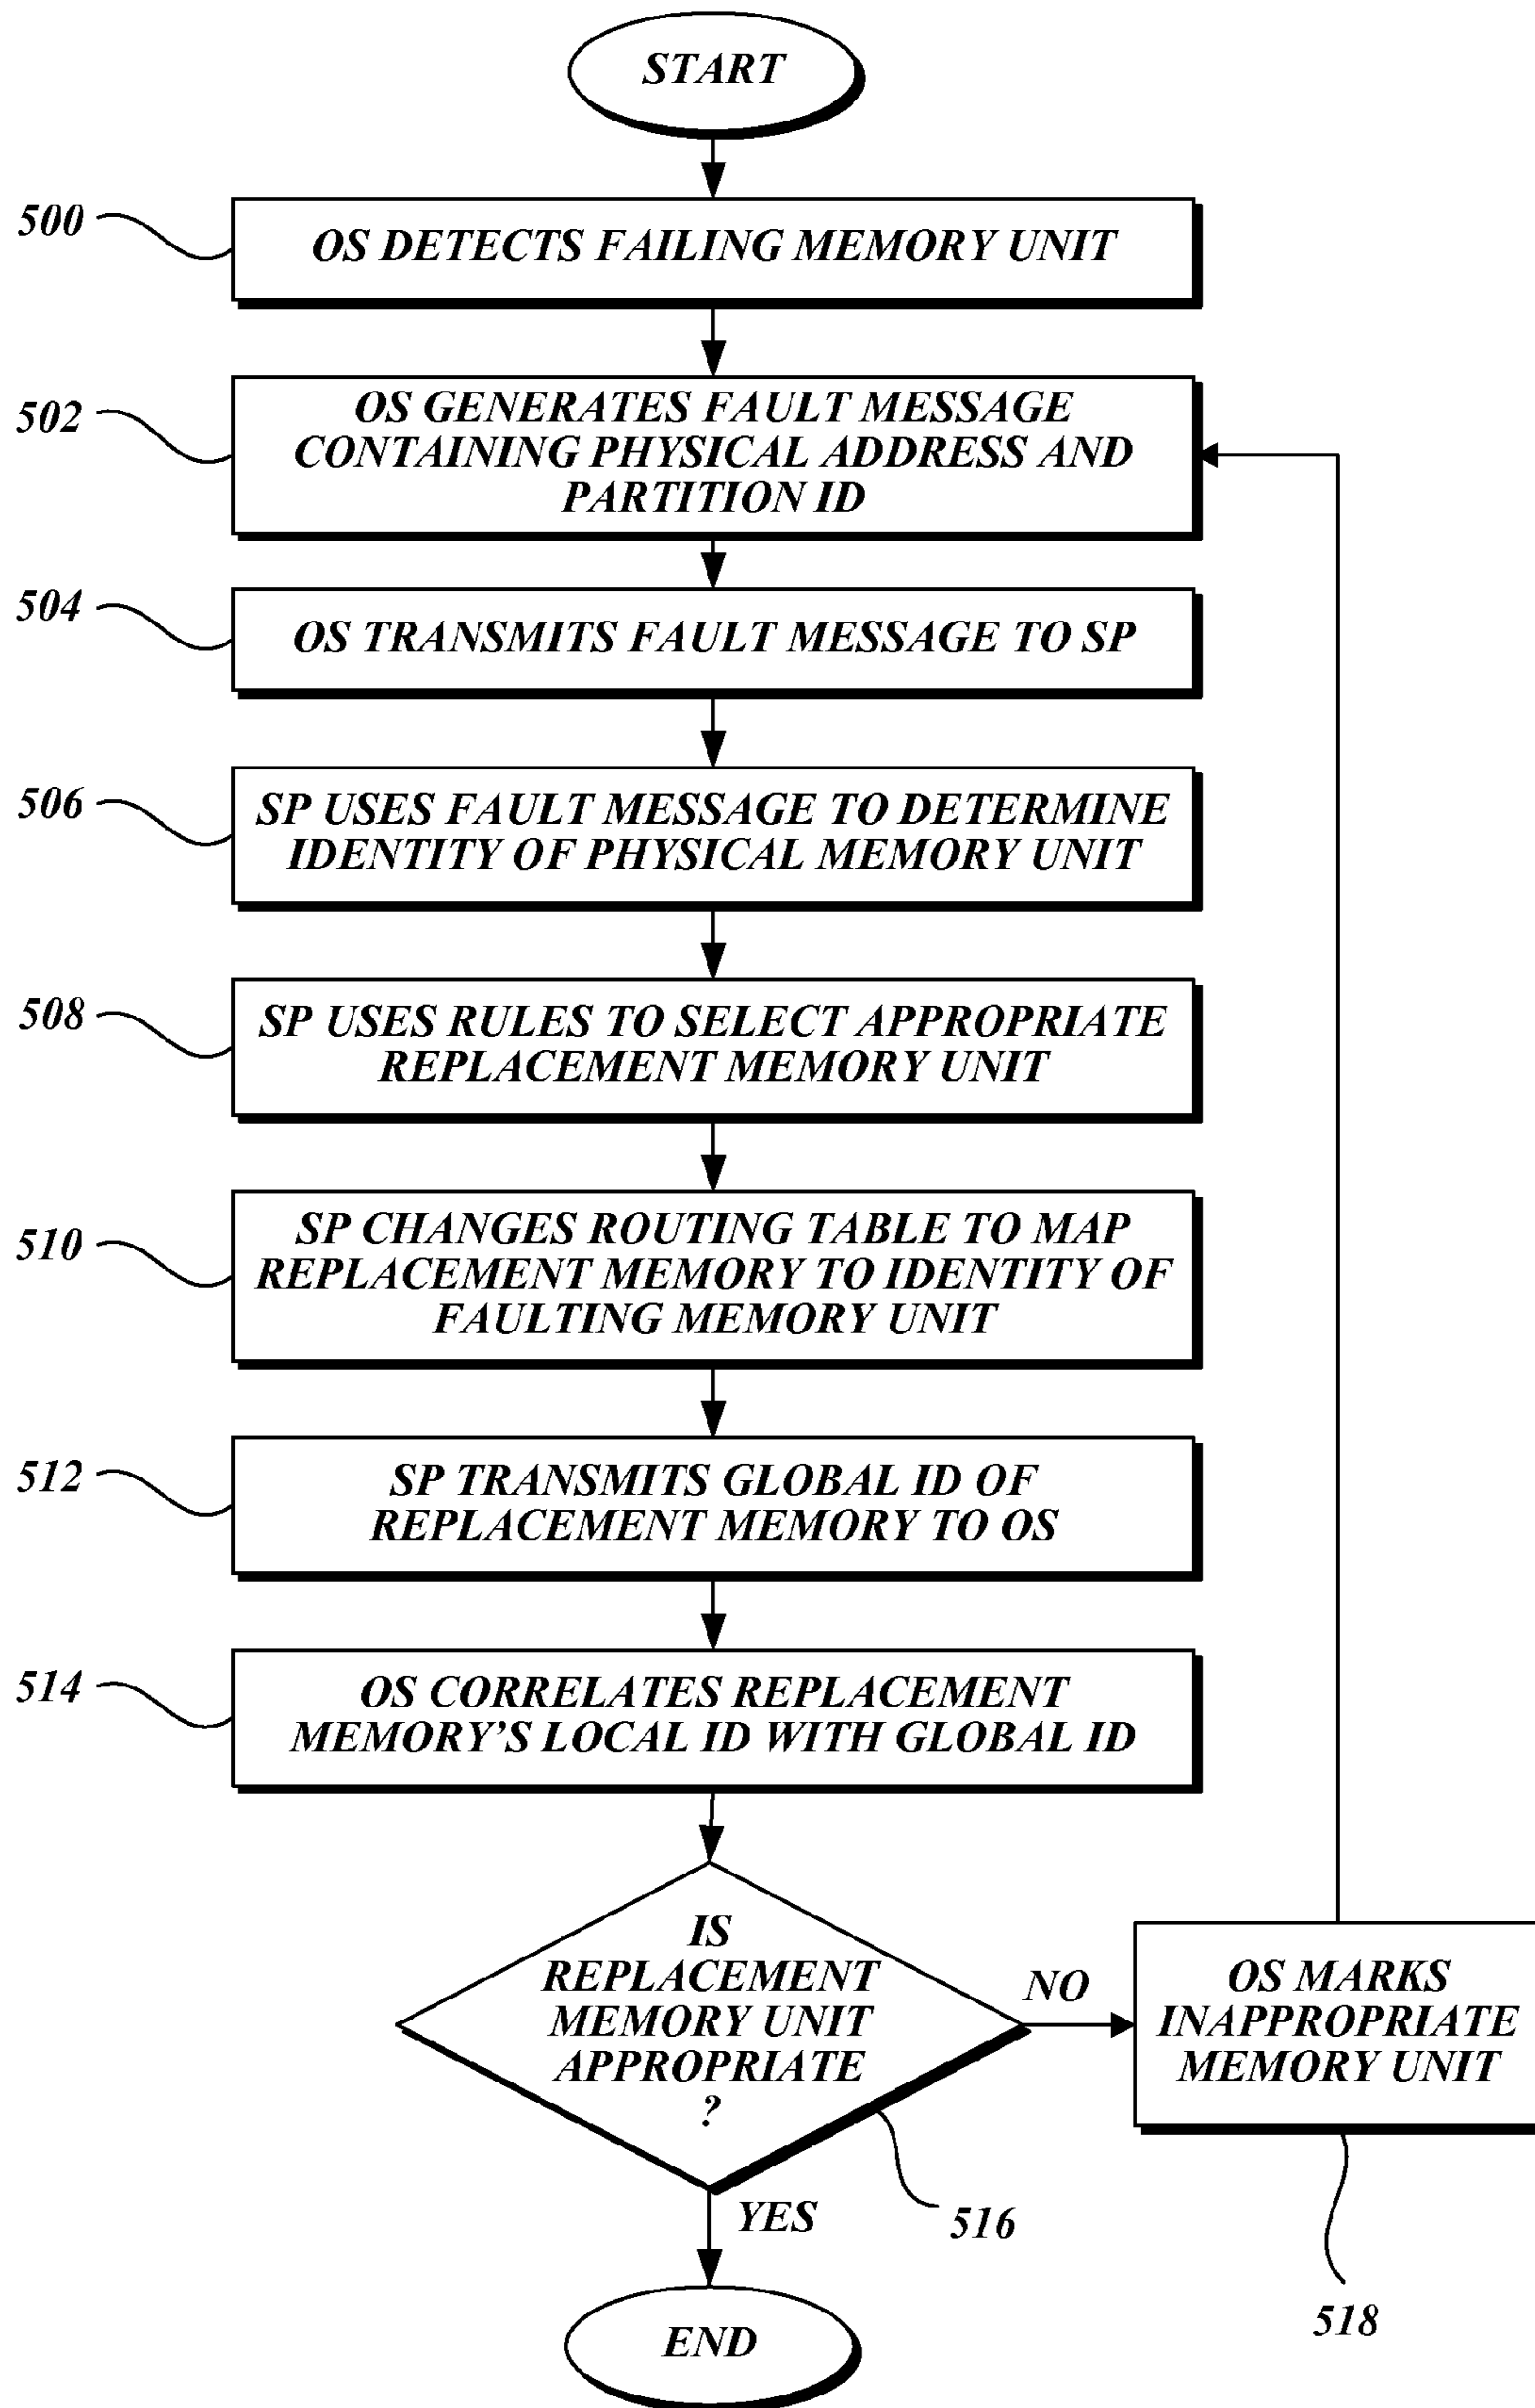 START
500
OS DETECTS FAILING MEMORY UNIT
502
OS GENERATES FAULT MESSAGE
CONTAINING PHYSICAL ADDRESS AND
PARTITION ID
504
OS TRANSMITS FAULT MESSAGE TO SP
506
SP USES FAULT MESSAGE TO DETERMINE
IDENTITY OF PHYSICAL MEMORY UNIT
508
SP USES RULES TO SELECT APPROPRIATE
REPLACEMENT MEMORY UNIT
510
SP CHANGES ROUTING TABLE TO MAP
REPLACEMENT MEMORY TO IDENTITY OF
FAULTING MEMORY UNIT
512
SP TRANSMITS GLOBAL ID OF
REPLACEMENT MEMORY TO OS
514
OS CORRELATES REPLACEMENT
MEMORY'S LOCAL ID WITH GLOBAL ID
IS
REPLACEMENT
MEMORY UNIT
APPROPRIATE
?
NO
OS MARKS
INAPPROPRIATE
MEMORY UNIT
YES
516
518
END